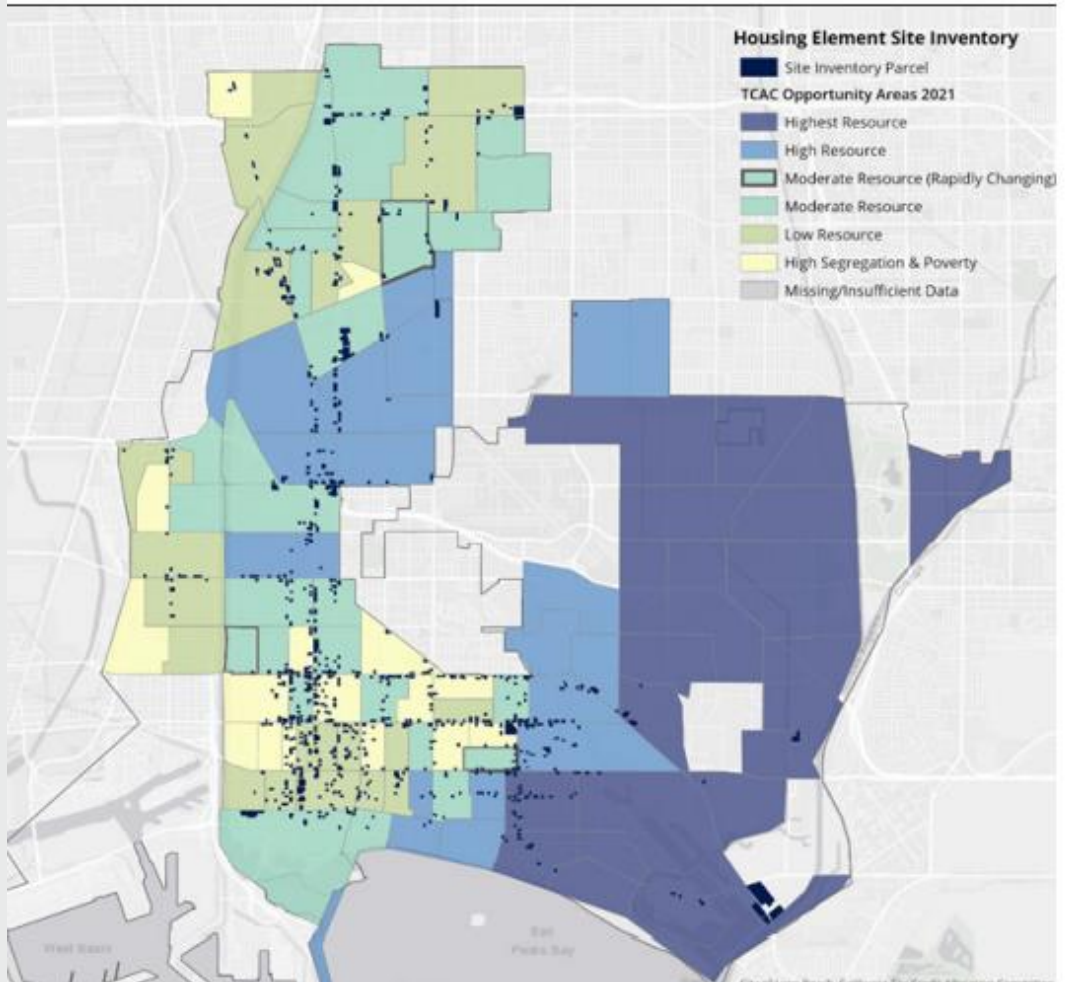 Housing Element Site Inventory
Site Inventory Parcel
TCAC Opportunity Areas 2021
Highest Resource
High Resource
Moderate Resource (Rapidly Changing)
Moderate Resource
Low Resource
High Segregation & Poverty
Missing/Insufficient Data
West Basin
San
Pedro Bay